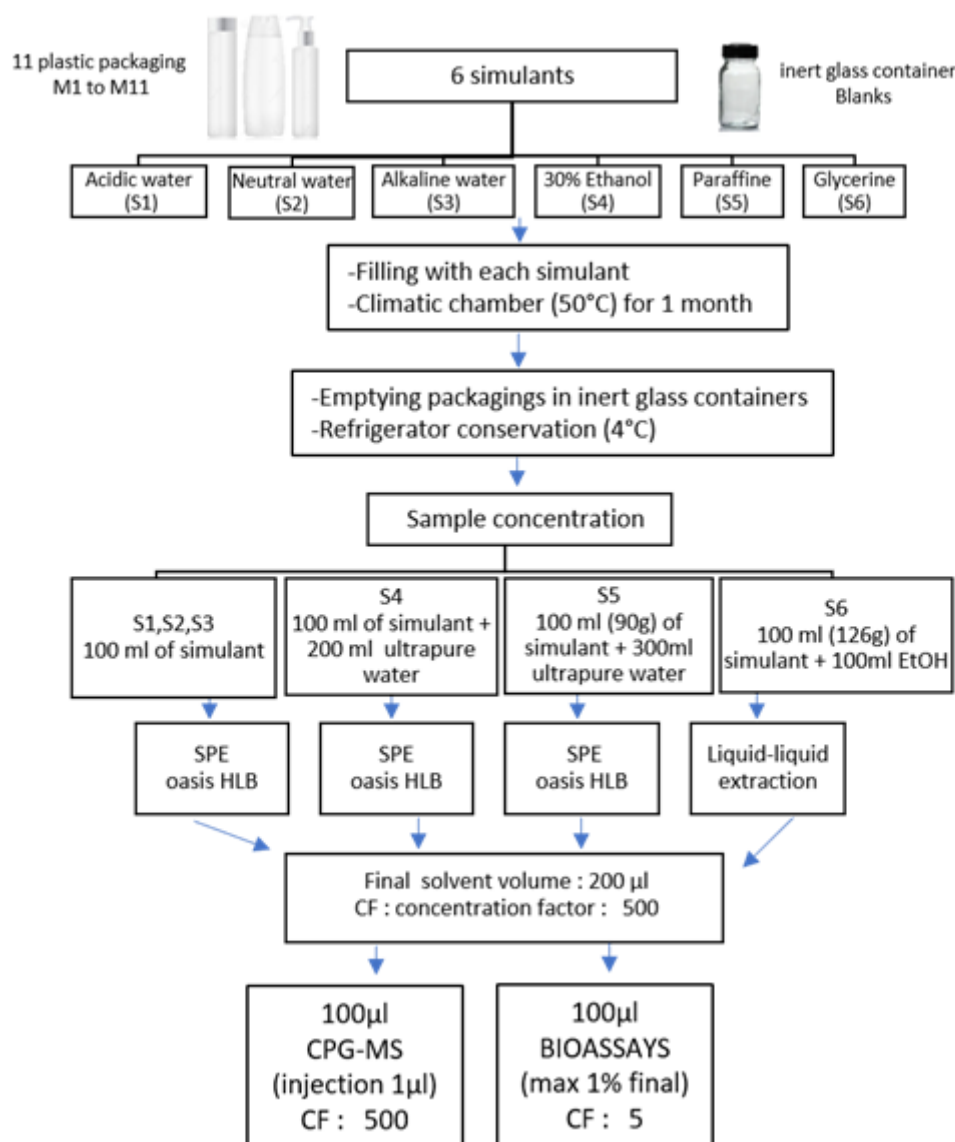 11 plastic packaging
M1 to M11
6 simulants
inert glass container
Blanks
Acidic water
(S1)
Neutral water
(S2)
Alkaline water
(S3)
30% Ethanol
(S4)
Paraffine
(S5)
Glycerine
(S6)
-Filling with each simulant
-Climatic chamber (50°C) for 1 month
-Emptying packagings in inert glass containers
-Refrigerator conservation (4°C)
Sample concentration
S1,S2,S3
100 ml of simulant
S4
100 ml of simulant +
200 ml ultrapure
water
S5
100 ml (90g) of
simulant + 300ml
ultrapure water
S6
100 ml (126g) of
simulant + 100ml EtOH
SPE
oasis HLB
SPE
oasis HLB
SPE
oasis HLB
Liquid-liquid
extraction
Final solvent volume : 200 µl
CF : concentration factor : 500
100µl
CPG-MS
(injection 1µl)
CF : 500
100µl
BIOASSAYS
(max 1% final)
CF : 5